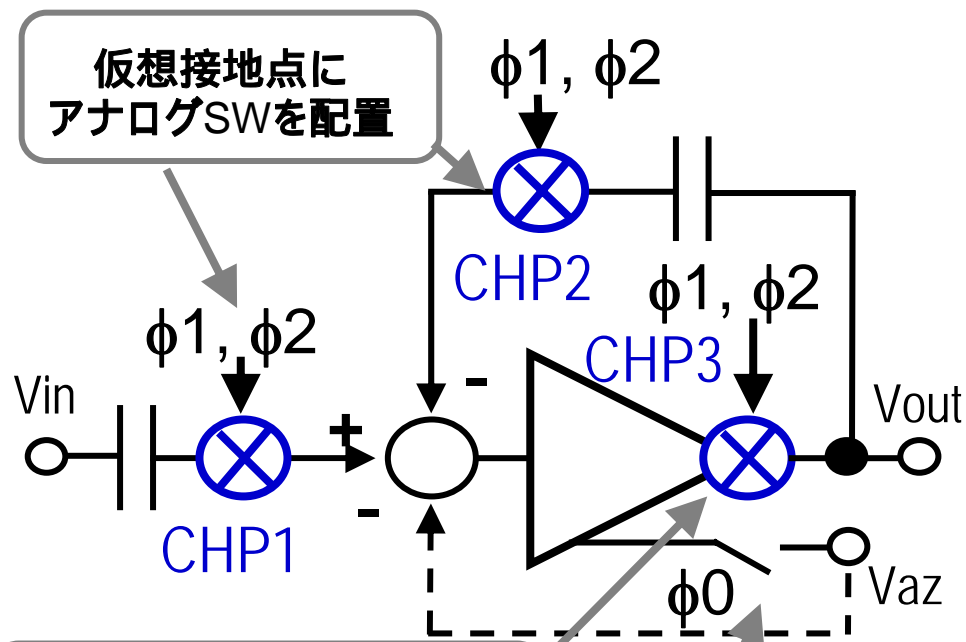 仮想接地点に
アナログSWを配置
ϕ1, ϕ2
CHP2
ϕ1, ϕ2
CHP3
ϕ1, ϕ2
Vin
+
-
-
CHP1
Vout
ϕ0
Vaz